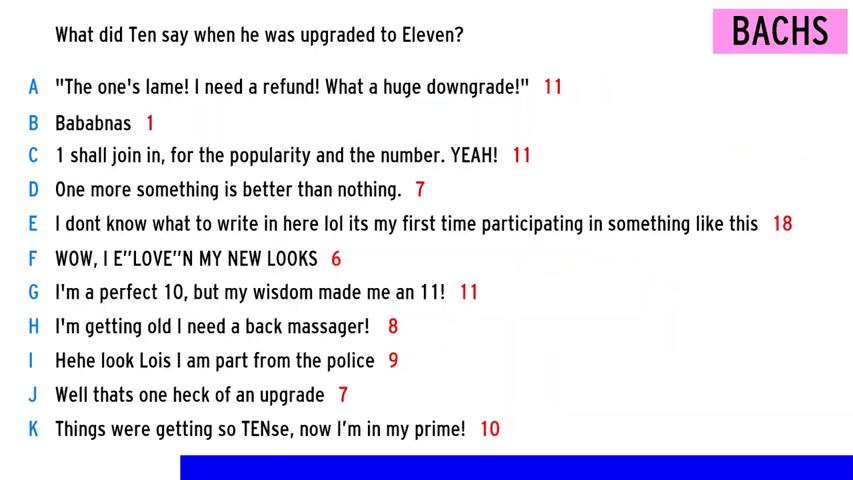 What did Ten say when he was upgraded to Eleven?
BACHS
A "The one's lame! I need a refund! What a huge downgrade!" 11
B Bababnas 1
C 1 shall join in, for the popularity and the number. YEAH! 11
D One more something is better than nothing. 7
E I dont know what to write in here lol its my first time participating in something like this 18
F WOW, I E”LOVE”N MY NEW LOOKS 6
G I'm a perfect 10, but my wisdom made me an 11! 11
H I'm getting old I need a back massager! 8
I Hehe look Lois I am part from the police 9
J Well thats one heck of an upgrade 7
K Things were getting so TENse, now I’m in my prime! 10